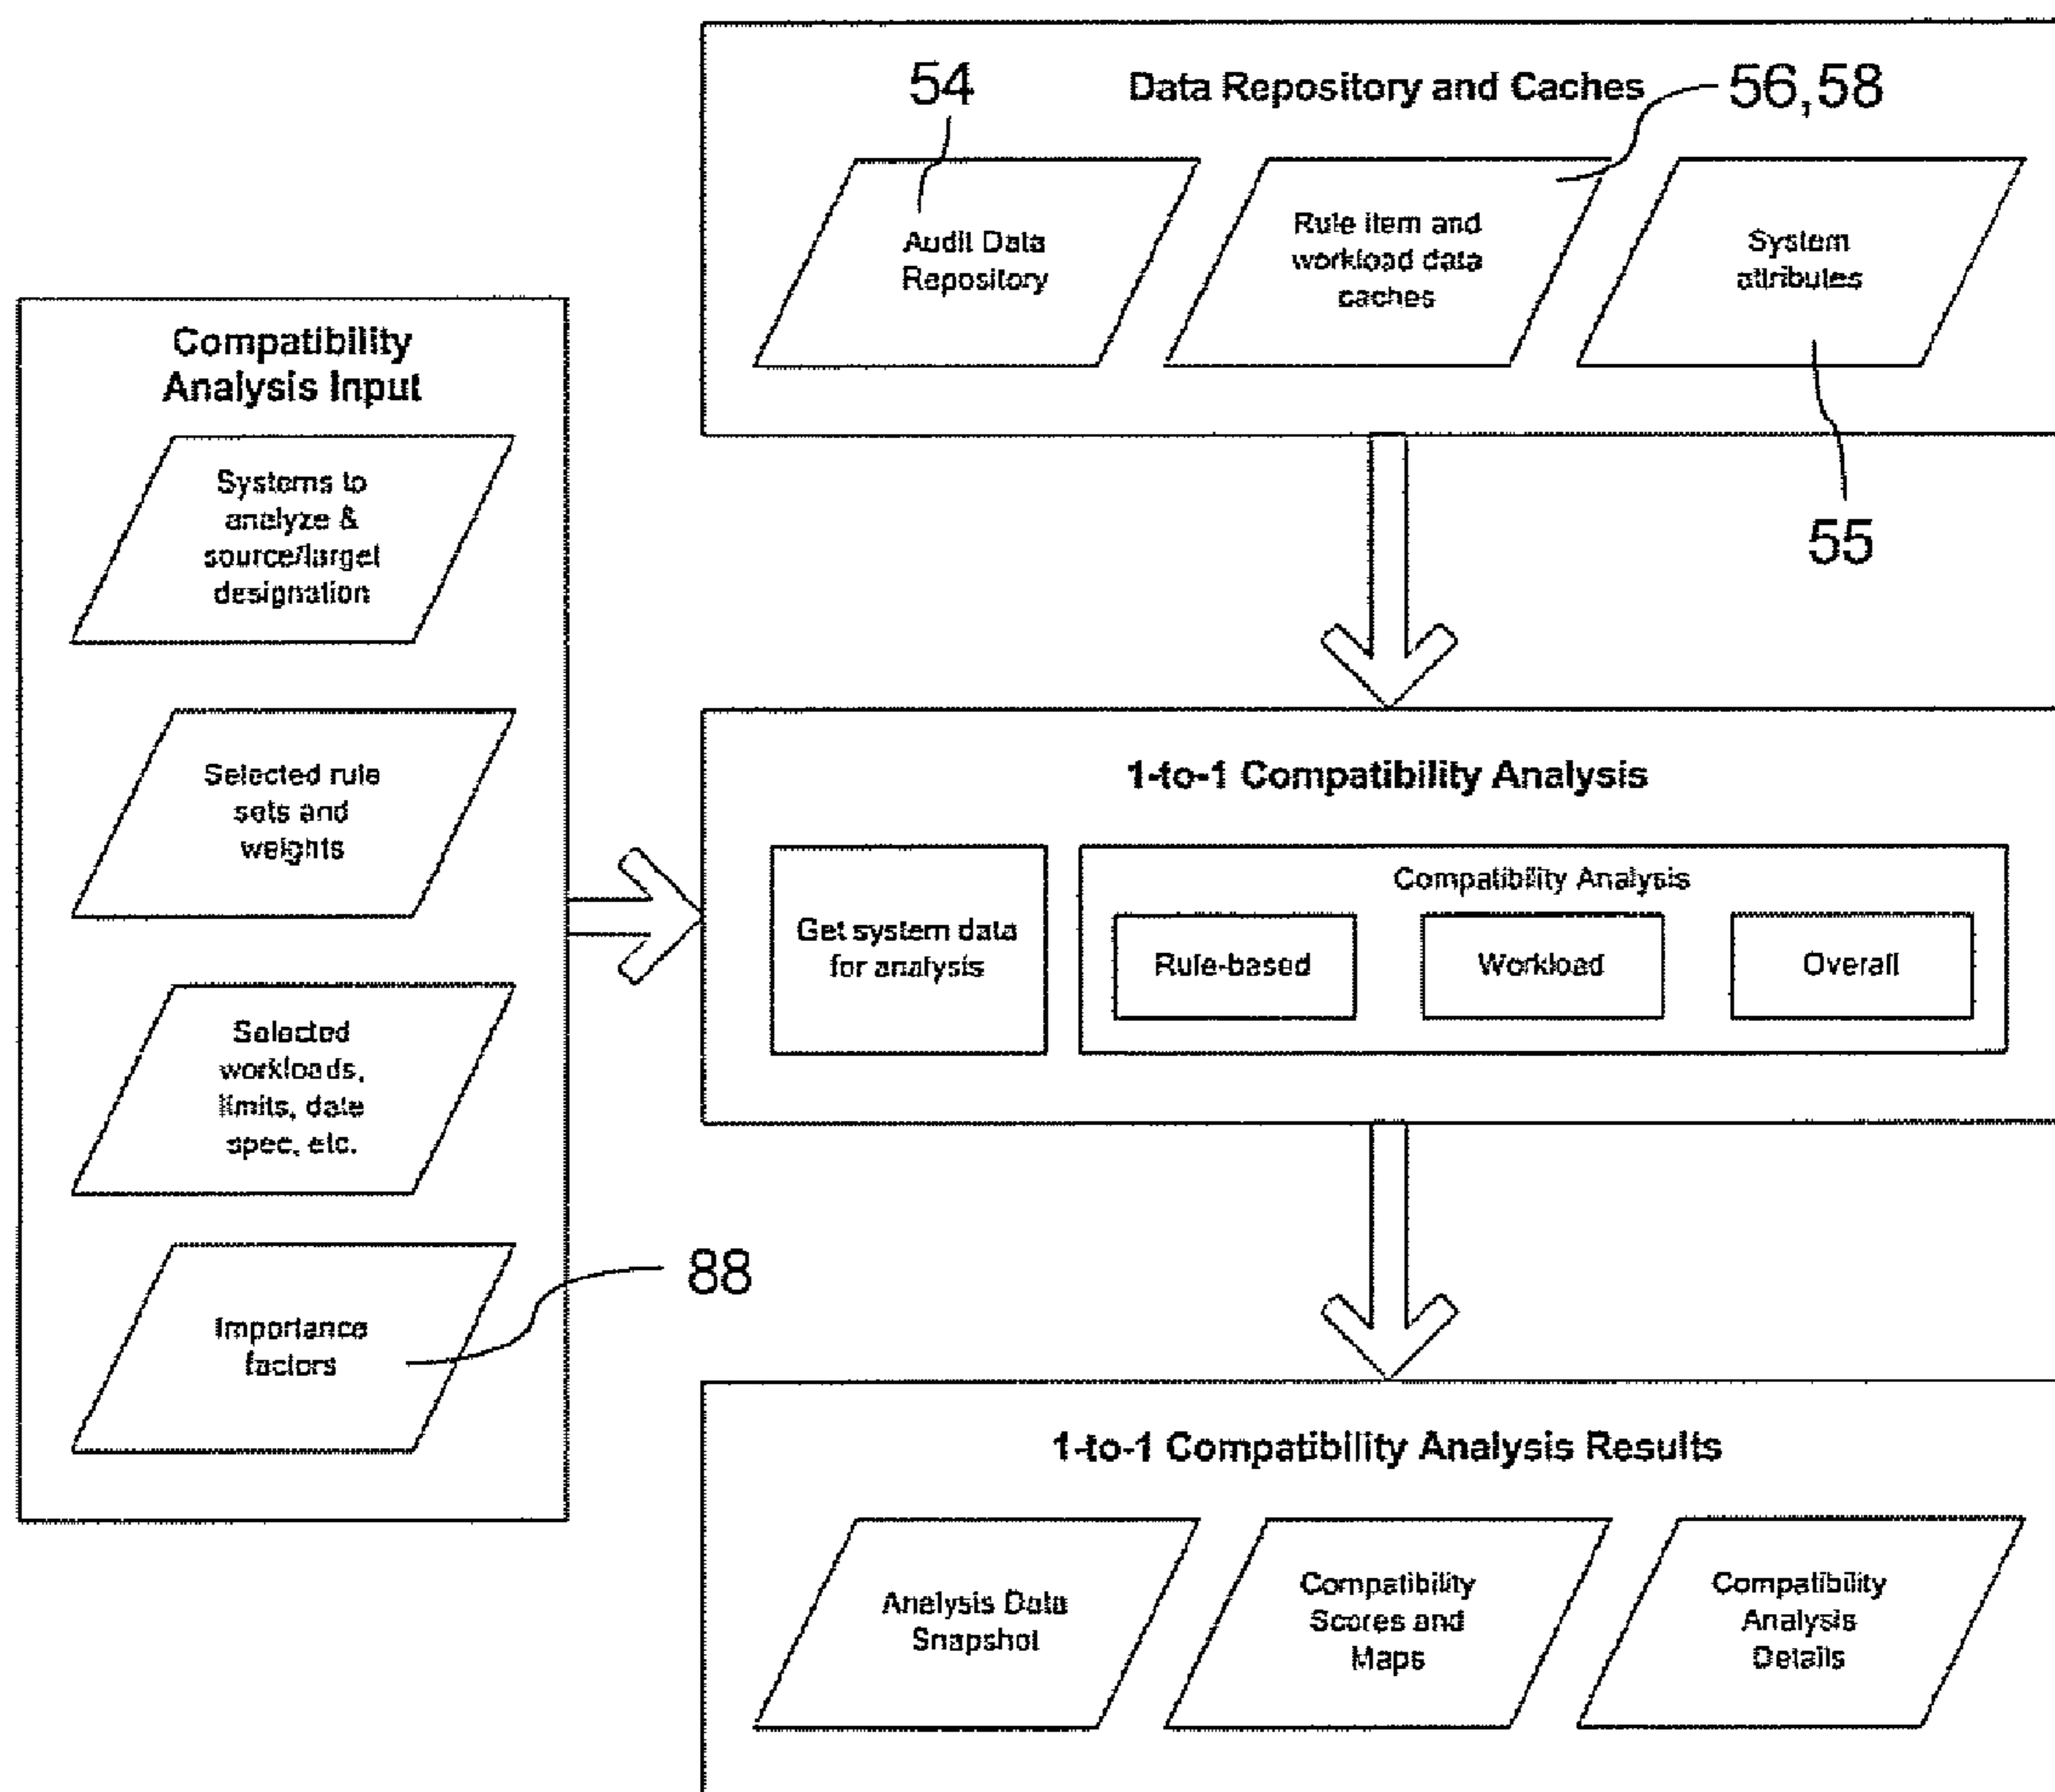 54
Data Repository and Caches
56,58
Audit Data
Repository
Rule item and
workload data
caches
System
attributes
55
Compatibility
Analysis Input
Systems to
analyze &
source/target
designation
Selected rule
sets and
weights
Selected
workloads,
limits, date
spec, etc.
Importance
factors
88
1-to-1 Compatibility Analysis
Get system data
for analysis
Compatibility Analysis
Rule-based
Workload
Overall
1-to-1 Compatibility Analysis Results
Analysis Data
Snapshot
Compatibility
Scores and
Maps
Compatibility
Analysis
Details